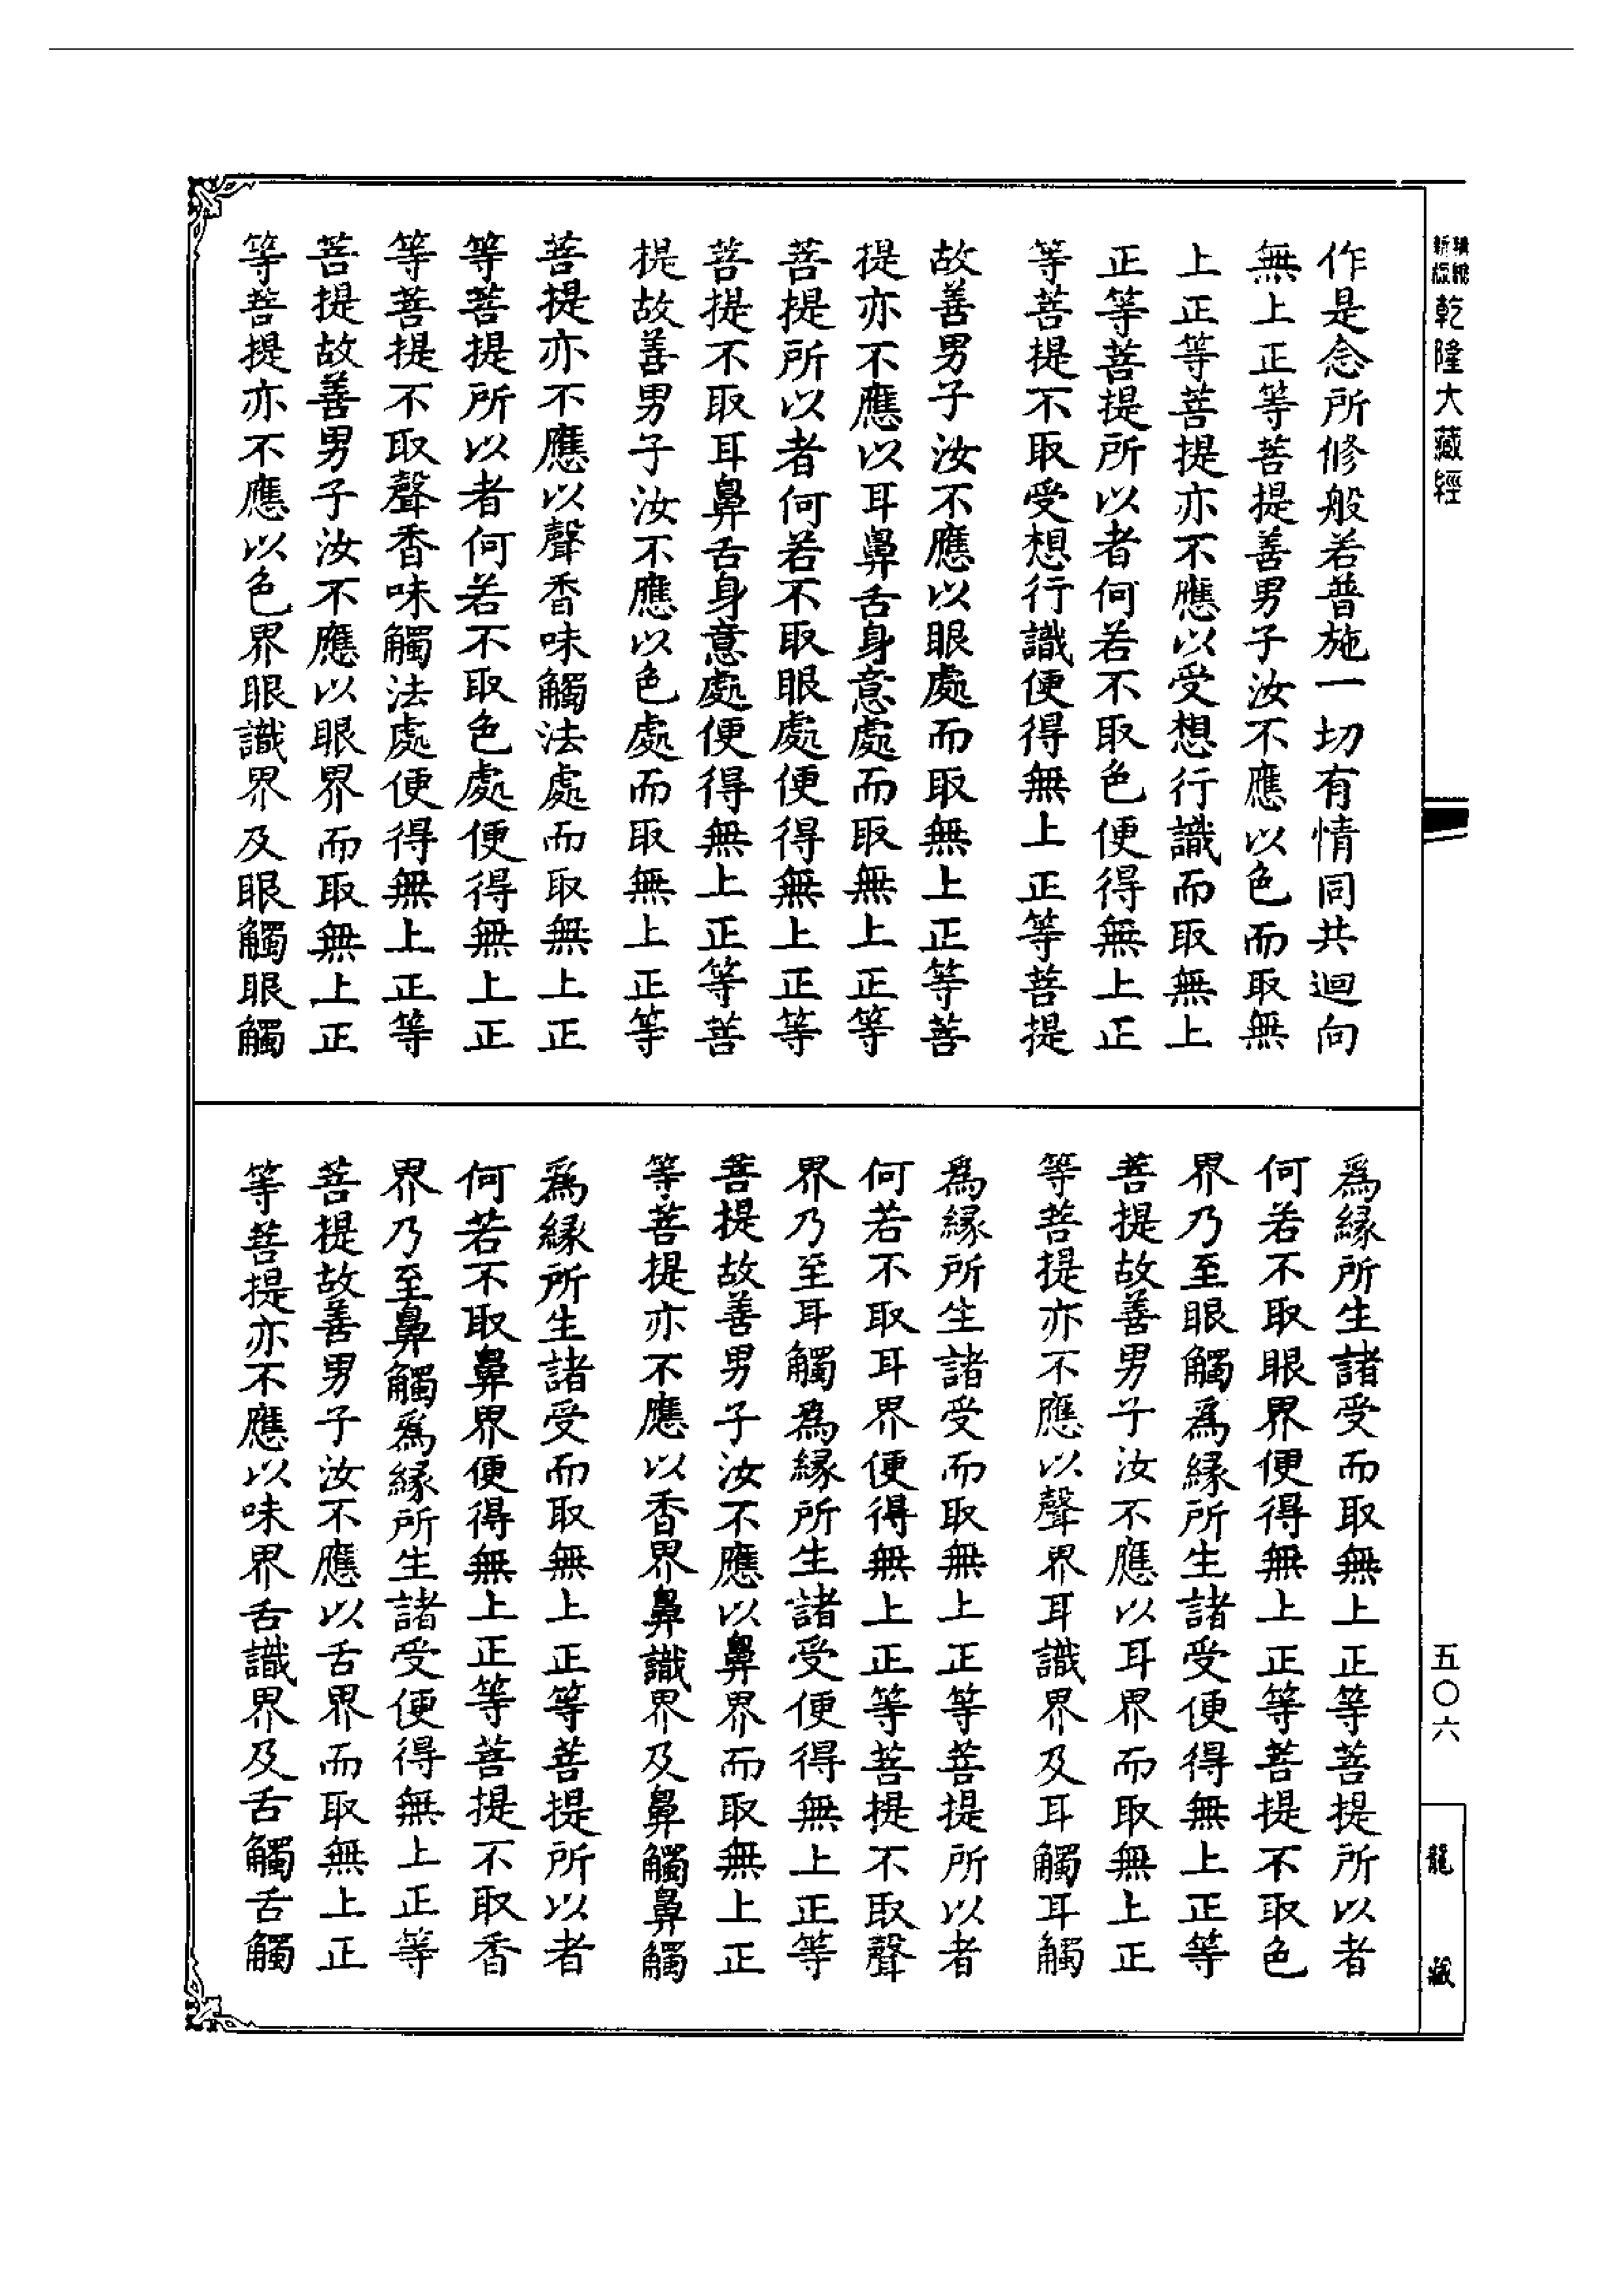 乾隆大藏經
作是念所修般若普施一切有情同共迴向
無上正等菩提善男子汝不應以色而取無
上正等菩提亦不應以受想行識而取無上
正等菩提所以者何若不取色便得無上正
等菩提不取受想行識便得無上正等菩提
故善男子汝不應以眼處而取無上正等菩
提亦不應以耳鼻舌身意處而取無上正等
菩提所以者何若不取眼處便得無上正等
菩提不取耳鼻舌身意處便得無上正等菩
提故善男子汝不應以色處而取無上正等
菩提亦不應以聲香味觸法處而取無上正
等菩提所以者何若不取色處便得無上正
等菩提不取聲香味觸法處便得無上正等
菩提故善男子汝不應以眼界而取無上正
等菩提亦不應以色界眼識界及眼觸眼觸
爲緣所生諸受而取無上正等菩提所以者
何若不取眼界便得無上正等菩提不取色
界乃至眼觸爲緣所生諸受便得無上正等
菩提故善男子汝不應以耳界而取無上正
等菩提亦不應以聲界耳識界及耳觸耳觸
爲緣所生諸受而取無上正等菩提所以者
何若不取耳界便得無上正等菩提不取聲
界乃至耳觸爲緣所生諸受便得無上正等
菩提故善男子汝不應以鼻界而取無上正
等菩提亦不應以香界鼻識界及鼻觸鼻觸
爲緣所生諸受而取無上正等菩提所以者
何若不取鼻界便得無上正等菩提不取香
界乃至鼻觸爲緣所生諸受便得無上正等
菩提故善男子汝不應以舌界而取無上正
等菩提亦不應以味界舌識界及舌觸舌觸
五〇六
龍藏